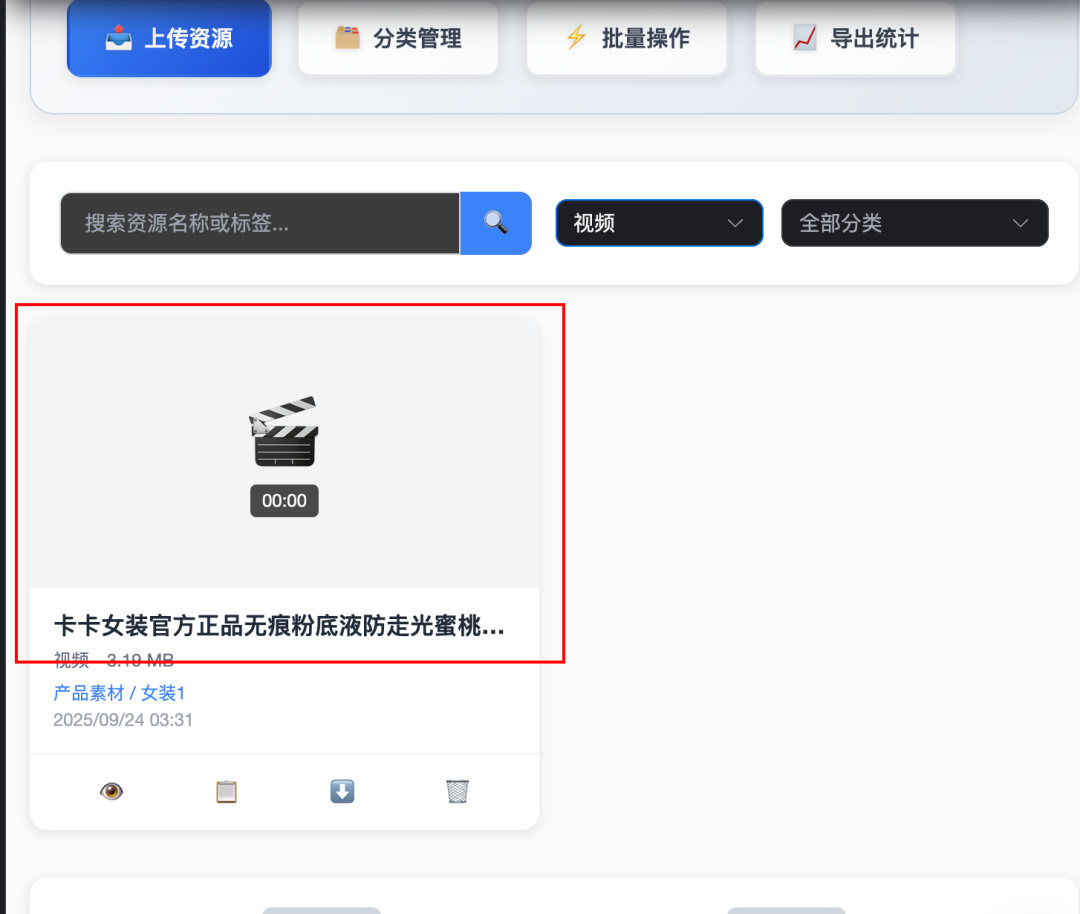 上传资源
分类管理
批量操作
导出统计
搜索资源名称或标签...
视频
全部分类
00:00
卡卡女装官方正品无痕粉底液防走光蜜桃...
视频 3.19 MB
产品素材 / 女装1
2025/09/24 03:31